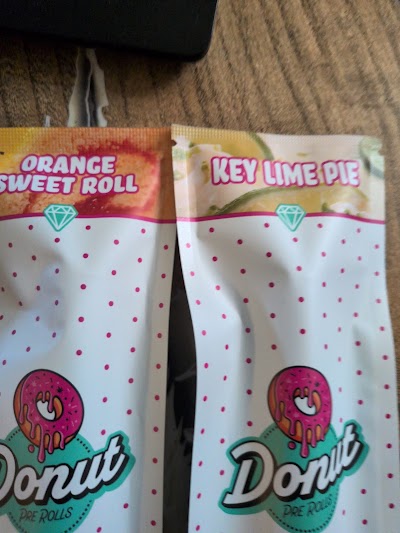 ORANGE
SWEET ROLL
KEY LIME PIE
Donut
PRE ROLLS
Donut
PRE ROLLS